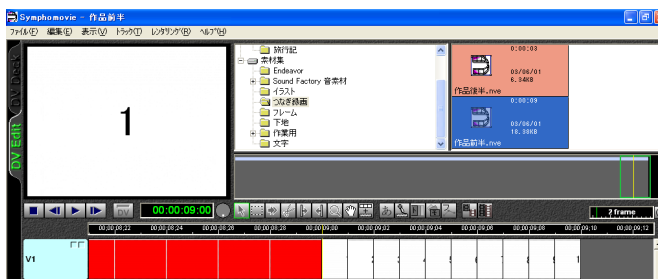 Symphomovie - 作品前半
ファイル(F) 編集(E) 表示(V) トラック(T) レンダリング(R) ヘルプ(H)
DV Deck
DV Edit
1
旅行記
素材集
Endeavor
Sound Factory 音素材
イラスト
つなぎ録画
フレーム
下地
作業用
文字
0:00:03
03/06/01
6.34KB
作品後半.nve
0:00:09
03/06/01
18.38KB
作品前半.nve
DV
00:00:09:00
あ
2 frame
00;00;08;22
00;00;08;24
00;00;08;26
00;00;08;28
00;00;09;00
00;00;09;02
00;00;09;04
00;00;09;06
00;00;09;08
00;00;09;10
00;00;09;12
V1